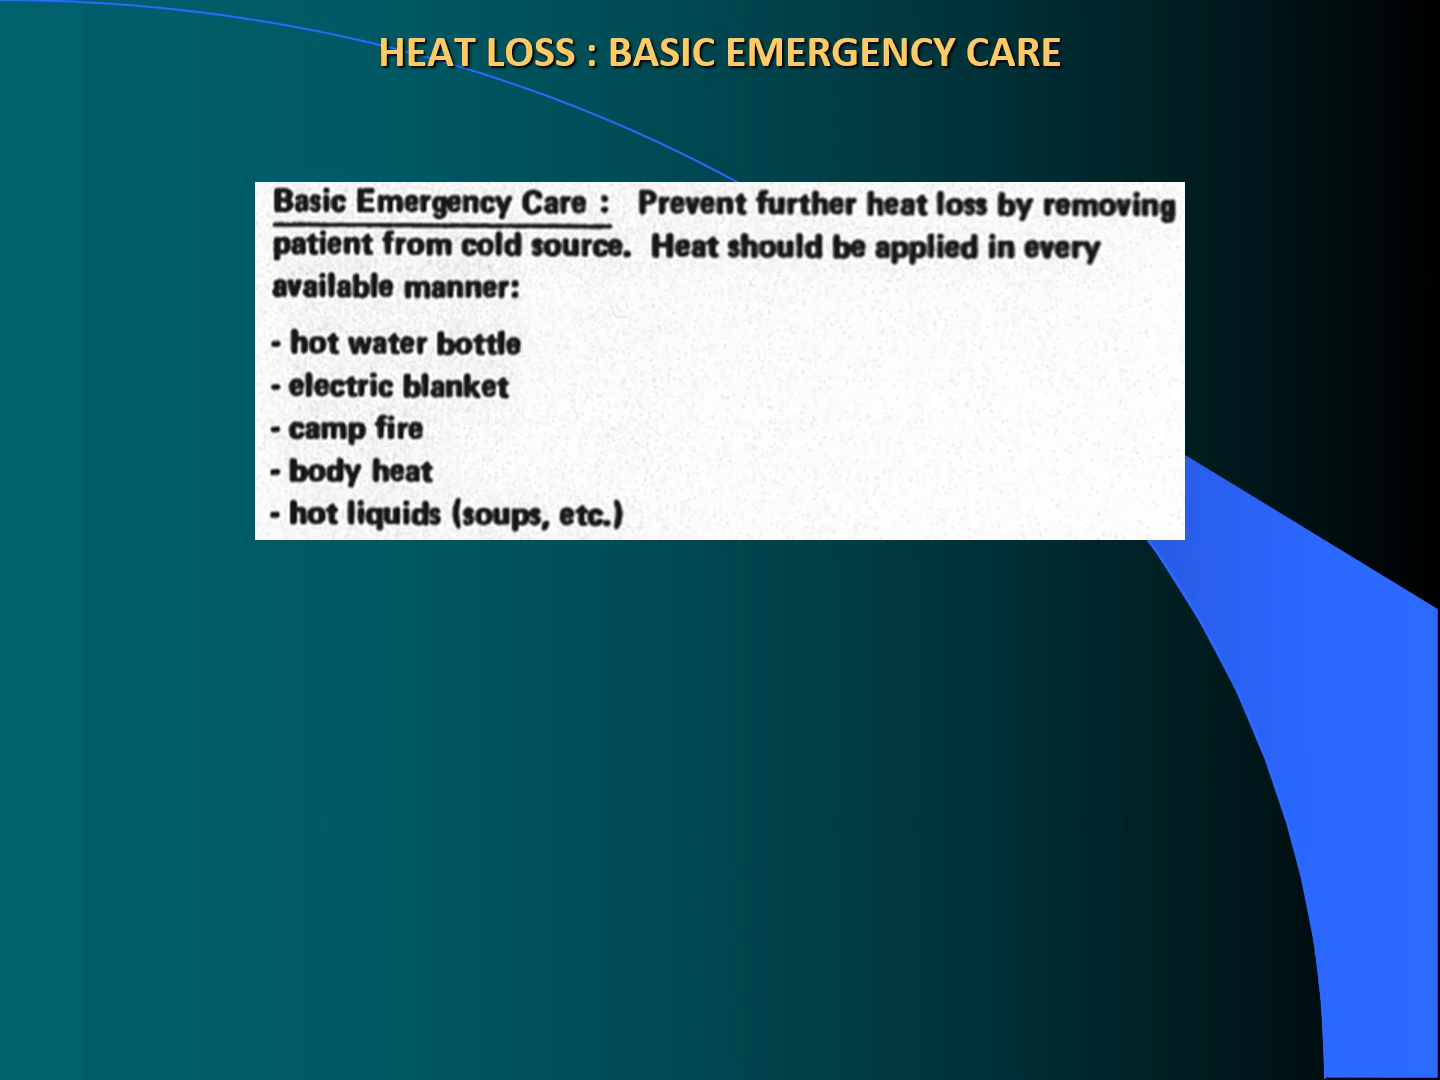 HEAT LOSS : BASIC EMERGENCY CARE
Basic Emergency Care : Prevent further heat loss by removing
patient from cold source. Heat should be applied in every
available manner:
- hot water bottle
- electric blanket
- camp fire
- body heat
- hot liquids (soups, etc.)